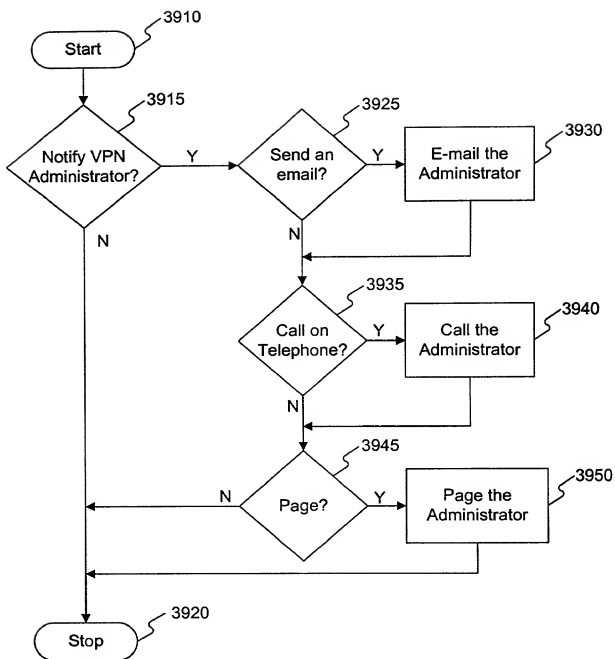 3910
Start
3915
Notify VPN
Administrator?
Y
N
3925
Send an
email?
Y
N
3930
E-mail the
Administrator
3935
Call on
Telephone?
Y
N
3940
Call the
Administrator
3945
Page?
N
Y
3950
Page the
Administrator
3920
Stop